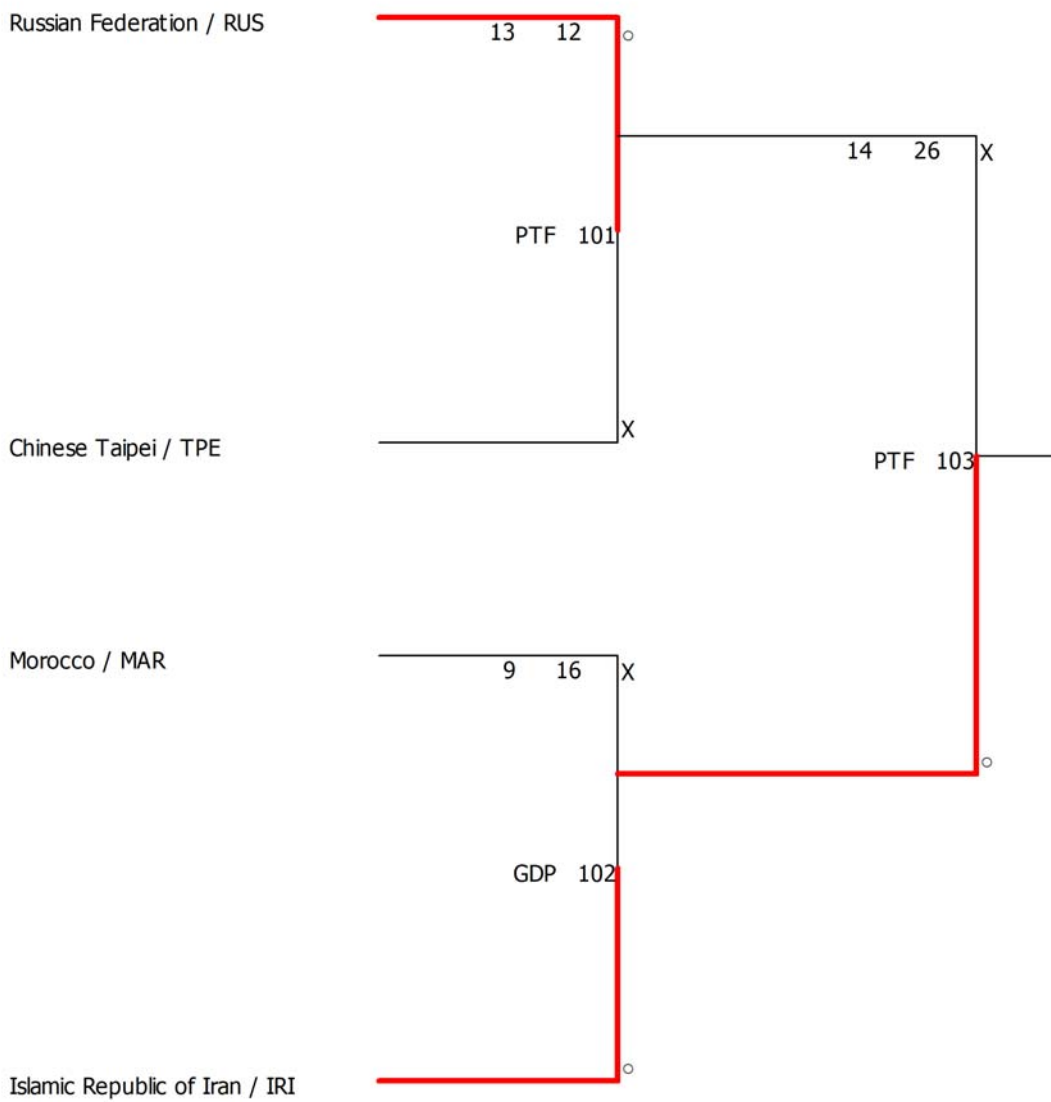 Russian Federation / RUS
13 12
14 26 X
PTF 101
Chinese Taipei / TPE
X
PTF 103
Morocco / MAR
9 16 X
GDP 102
Islamic Republic of Iran / IRI